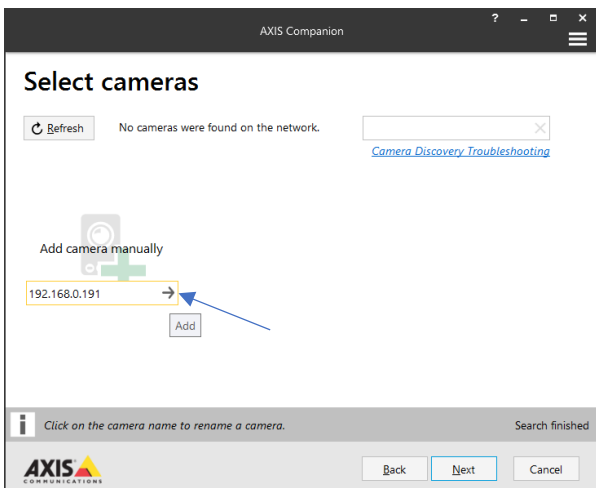 AXIS Companion
?
Select cameras
Refresh
No cameras were found on the network.
Camera Discovery Troubleshooting
Add camera manually
192.168.0.191
Add
i
Click on the camera name to rename a camera.
Search finished
AXIS
COMMUNICATIONS
Back
Next
Cancel